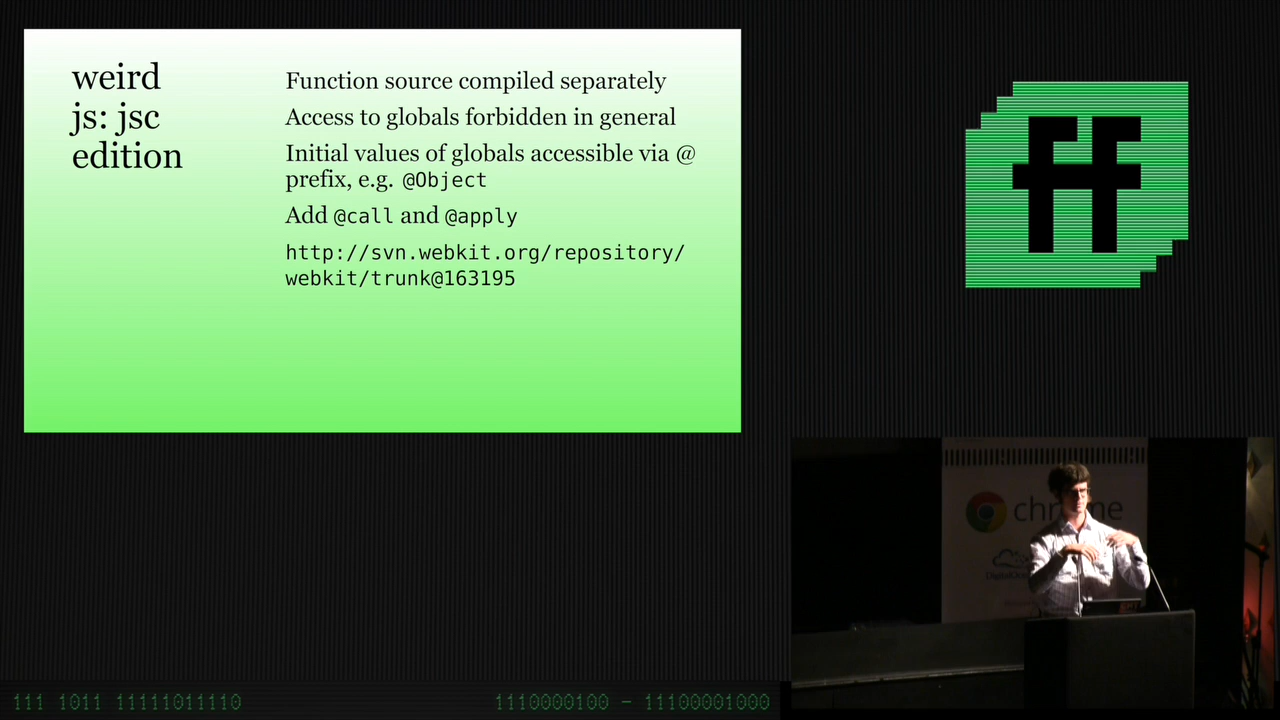 weird
js: jsc
edition
Function source compiled separately
Access to globals forbidden in general
Initial values of globals accessible via @
prefix, e.g. @Object
Add @call and @apply
http://svn.webkit.org/repository/
webkit/trunk@163195
ff
chrome
111 1011 11111011110
1110000100 - 11100001000